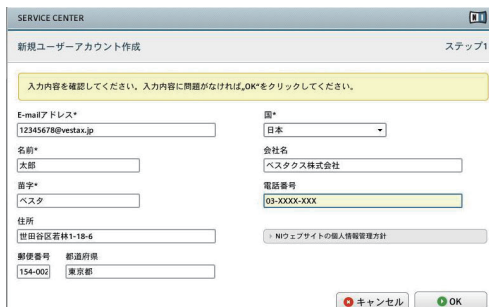 SERVICE CENTER
NI
新規ユーザーアカウント作成 ステップ1
入力内容を確認してください。入力内容に問題がなければ„OK“をクリックしてください。
E-mailアドレス* 国*
12345678@vestax.jp 日本
名前* 会社名
太郎 ベスタクス株式会社
苗字* 電話番号
ベスタ 03-XXXX-XXX
住所
世田谷区若林1-18-6 › NIウェブサイトの個人情報管理方針
郵便番号 都道府県
154-002 東京都
キャンセル OK